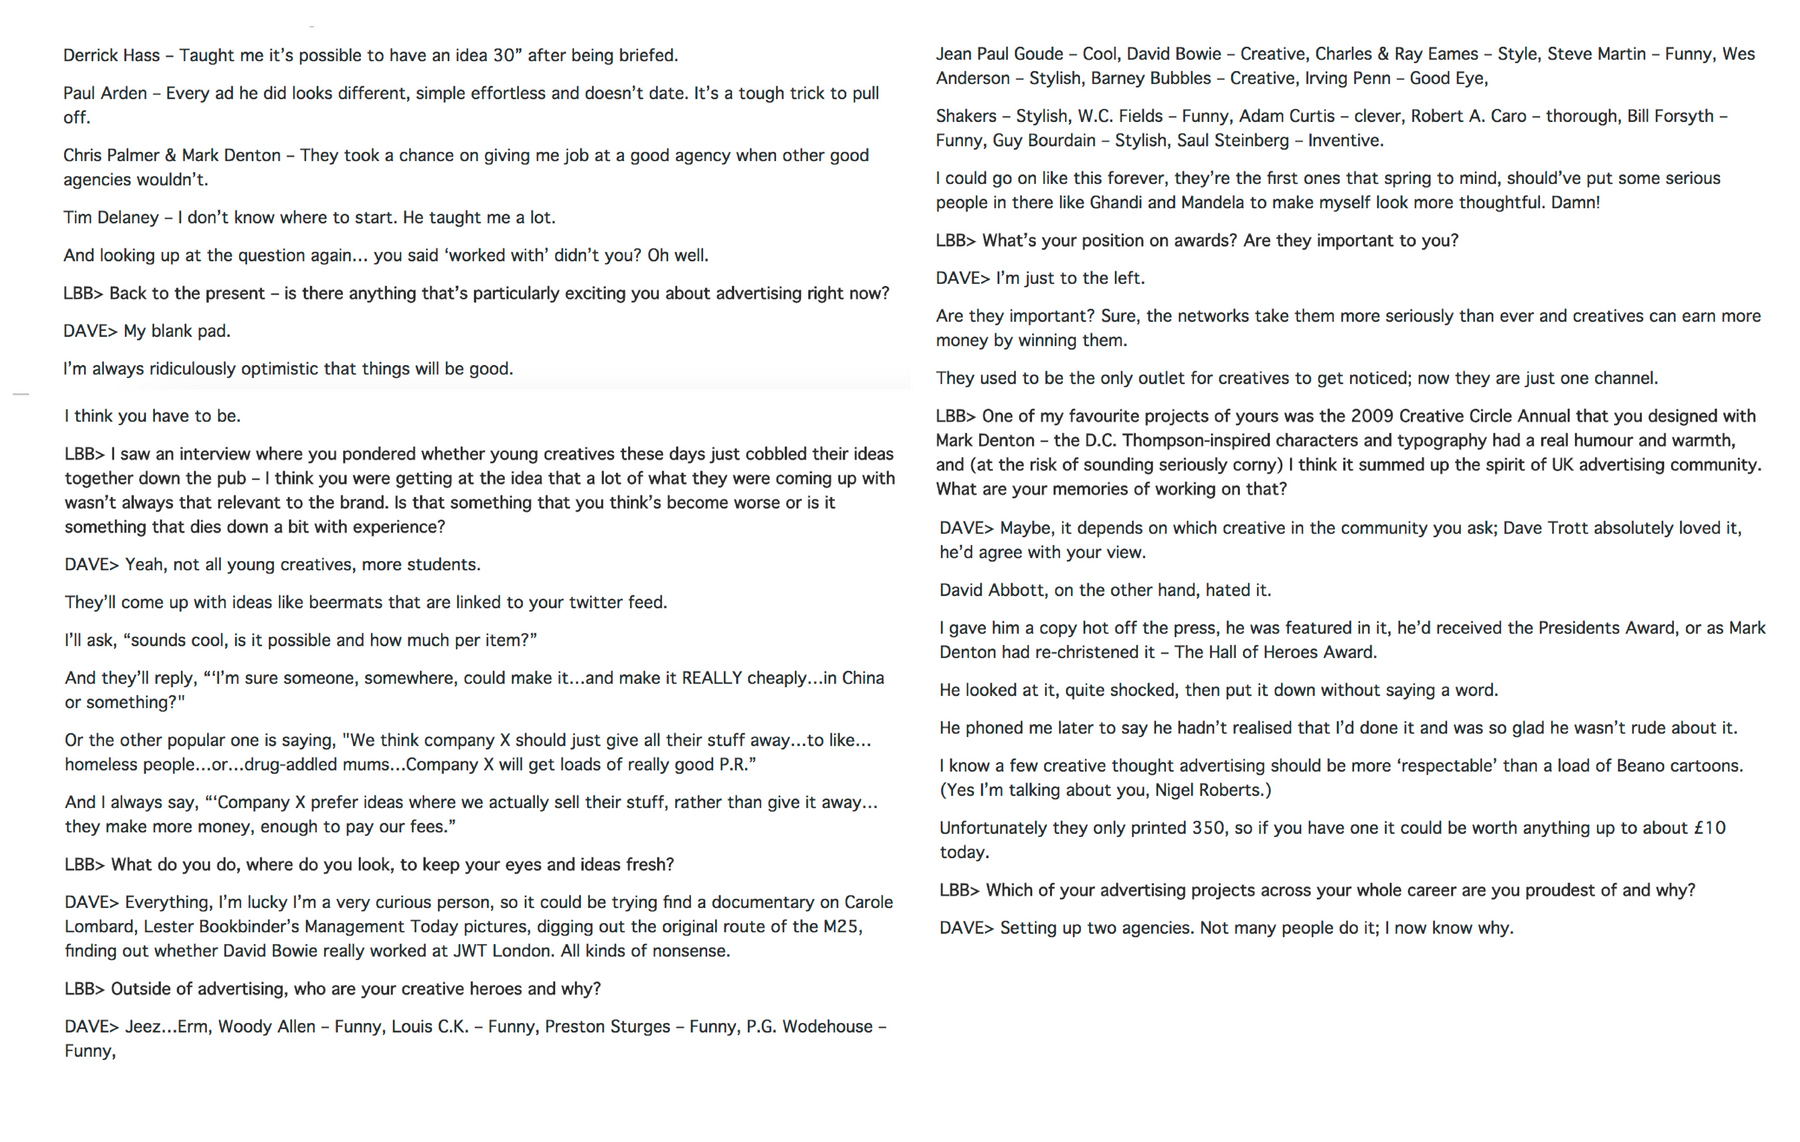 Derrick Hass – Taught me it’s possible to have an idea 30” after being briefed.
Paul Arden – Every ad he did looks different, simple effortless and doesn’t date. It’s a tough trick to pull
off.
Chris Palmer & Mark Denton – They took a chance on giving me job at a good agency when other good
agencies wouldn’t.
Tim Delaney – I don’t know where to start. He taught me a lot.
And looking up at the question again… you said ‘worked with’ didn’t you? Oh well.
LBB> Back to the present – is there anything that’s particularly exciting you about advertising right now?
DAVE> My blank pad.
I’m always ridiculously optimistic that things will be good.
I think you have to be.
LBB> I saw an interview where you pondered whether young creatives these days just cobbled their ideas
together down the pub – I think you were getting at the idea that a lot of what they were coming up with
wasn’t always that relevant to the brand. Is that something that you think’s become worse or is it
something that dies down a bit with experience?
DAVE> Yeah, not all young creatives, more students.
They’ll come up with ideas like beermats that are linked to your twitter feed.
I’ll ask, “sounds cool, is it possible and how much per item?”
And they’ll reply, “‘I’m sure someone, somewhere, could make it…and make it REALLY cheaply…in China
or something?"
Or the other popular one is saying, "We think company X should just give all their stuff away…to like…
homeless people…or…drug-addled mums…Company X will get loads of really good P.R.”
And I always say, “‘Company X prefer ideas where we actually sell their stuff, rather than give it away…
they make more money, enough to pay our fees.”
LBB> What do you do, where do you look, to keep your eyes and ideas fresh?
DAVE> Everything, I’m lucky I’m a very curious person, so it could be trying find a documentary on Carole
Lombard, Lester Bookbinder’s Management Today pictures, digging out the original route of the M25,
finding out whether David Bowie really worked at JWT London. All kinds of nonsense.
LBB> Outside of advertising, who are your creative heroes and why?
DAVE> Jeez…Erm, Woody Allen – Funny, Louis C.K. – Funny, Preston Sturges – Funny, P.G. Wodehouse –
Funny,
Jean Paul Goude – Cool, David Bowie – Creative, Charles & Ray Eames – Style, Steve Martin – Funny, Wes
Anderson – Stylish, Barney Bubbles – Creative, Irving Penn – Good Eye,
Shakers – Stylish, W.C. Fields – Funny, Adam Curtis – clever, Robert A. Caro – thorough, Bill Forsyth –
Funny, Guy Bourdain – Stylish, Saul Steinberg – Inventive.
I could go on like this forever, they’re the first ones that spring to mind, should’ve put some serious
people in there like Ghandi and Mandela to make myself look more thoughtful. Damn!
LBB> What’s your position on awards? Are they important to you?
DAVE> I’m just to the left.
Are they important? Sure, the networks take them more seriously than ever and creatives can earn more
money by winning them.
They used to be the only outlet for creatives to get noticed; now they are just one channel.
LBB> One of my favourite projects of yours was the 2009 Creative Circle Annual that you designed with
Mark Denton – the D.C. Thompson-inspired characters and typography had a real humour and warmth,
and (at the risk of sounding seriously corny) I think it summed up the spirit of UK advertising community.
What are your memories of working on that?
DAVE> Maybe, it depends on which creative in the community you ask; Dave Trott absolutely loved it,
he’d agree with your view.
David Abbott, on the other hand, hated it.
I gave him a copy hot off the press, he was featured in it, he’d received the Presidents Award, or as Mark
Denton had re-christened it – The Hall of Heroes Award.
He looked at it, quite shocked, then put it down without saying a word.
He phoned me later to say he hadn’t realised that I’d done it and was so glad he wasn’t rude about it.
I know a few creative thought advertising should be more ‘respectable’ than a load of Beano cartoons.
(Yes I’m talking about you, Nigel Roberts.)
Unfortunately they only printed 350, so if you have one it could be worth anything up to about £10
today.
LBB> Which of your advertising projects across your whole career are you proudest of and why?
DAVE> Setting up two agencies. Not many people do it; I now know why.